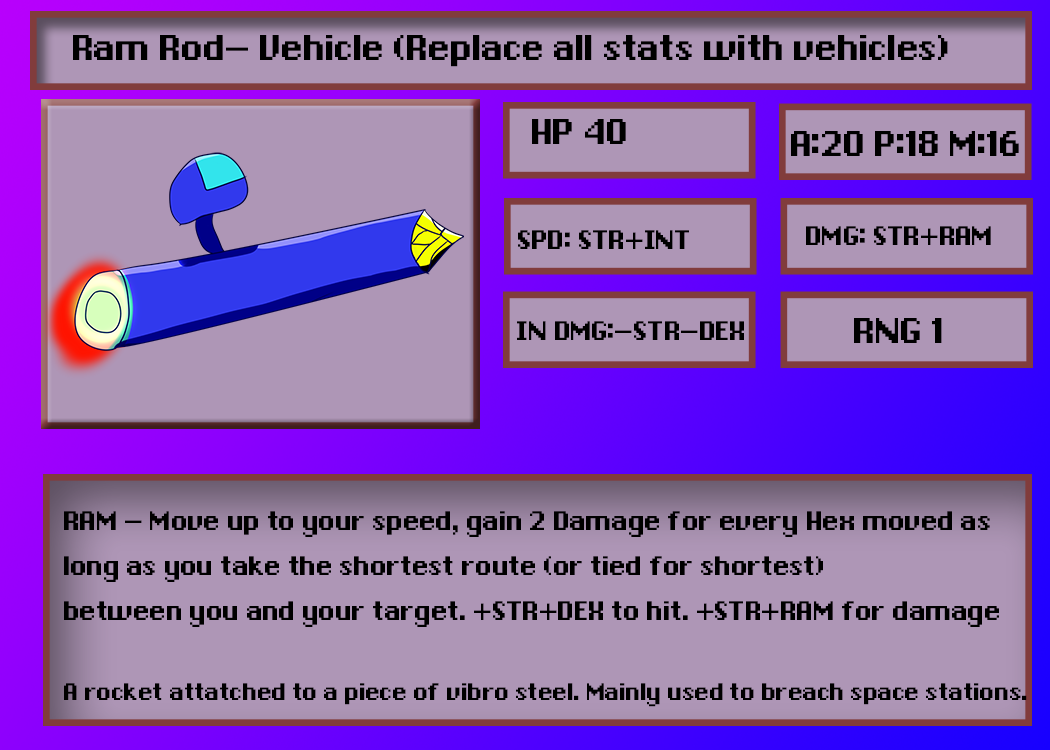 Ram Rod- Vehicle (Replace all stats with vehicles)
HP 40
A:20 P:18 M:16
SPD: STR+INT
DMG: STR+RAM
IN DMG:-STR-DEX
RNG 1
RAM - Move up to your speed, gain 2 Damage for every Hex moved as
long as you take the shortest route (or tied for shortest)
between you and your target. +STR+DEX to hit. +STR+RAM for damage
A rocket attatched to a piece of vibro steel. Mainly used to breach space stations.